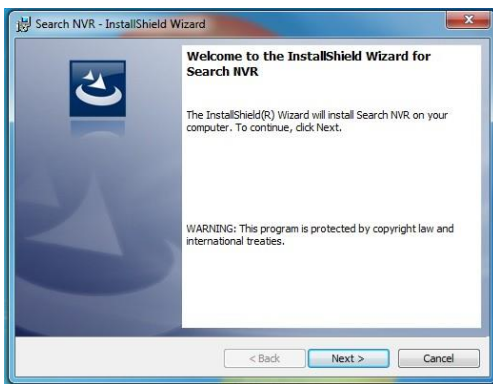 Search NVR - InstallShield Wizard
Welcome to the InstallShield Wizard for
Search NVR
The InstallShield(R) Wizard will install Search NVR on your
computer. To continue, click Next.
WARNING: This program is protected by copyright law and
international treaties.
< Back
Next >
Cancel